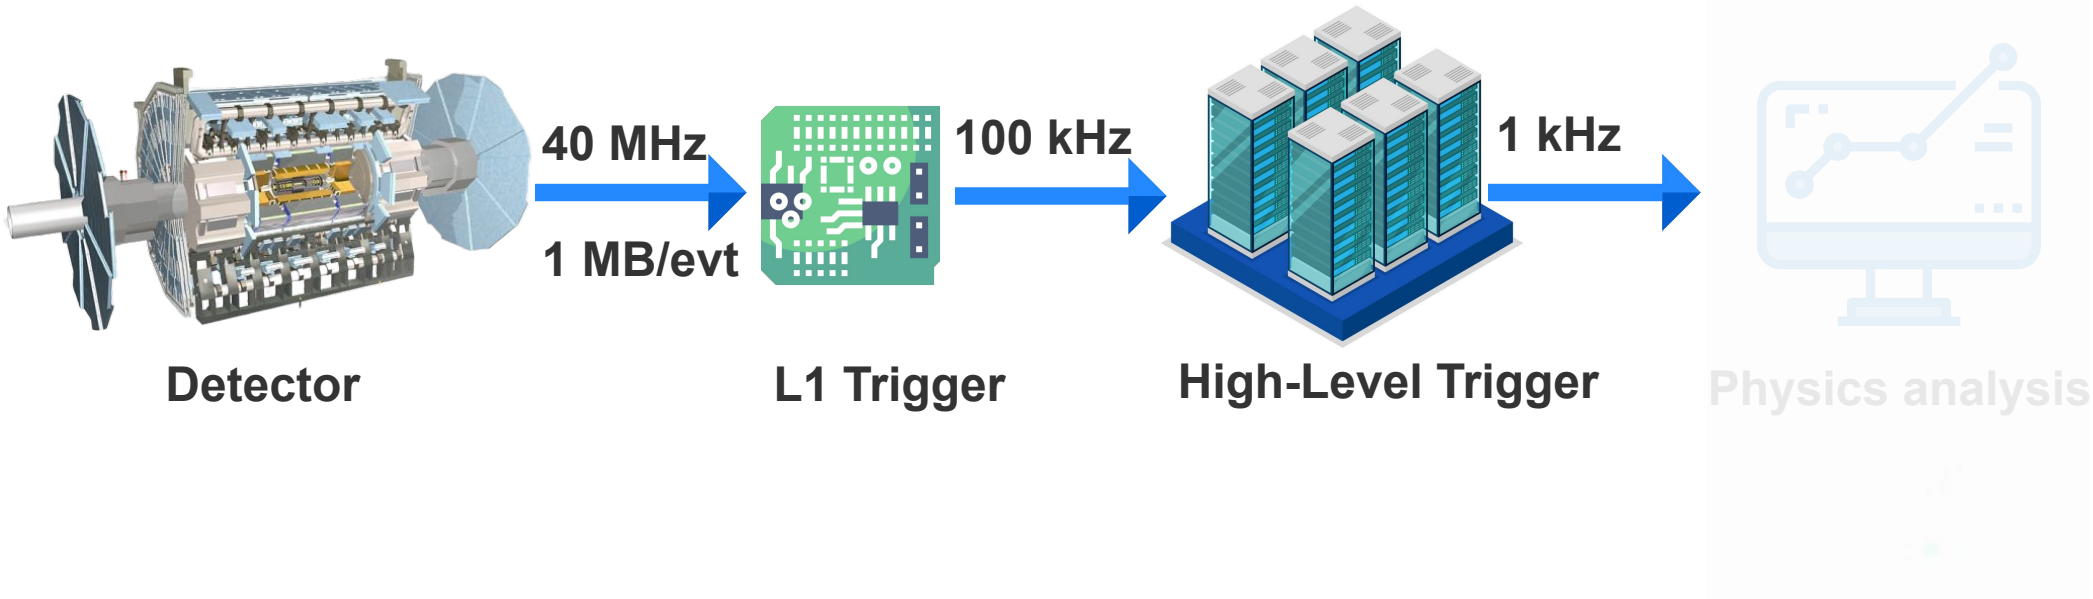 40 MHz
1 MB/evt
100 kHz
1 kHz
Detector
L1 Trigger
High-Level Trigger
Physics analysis